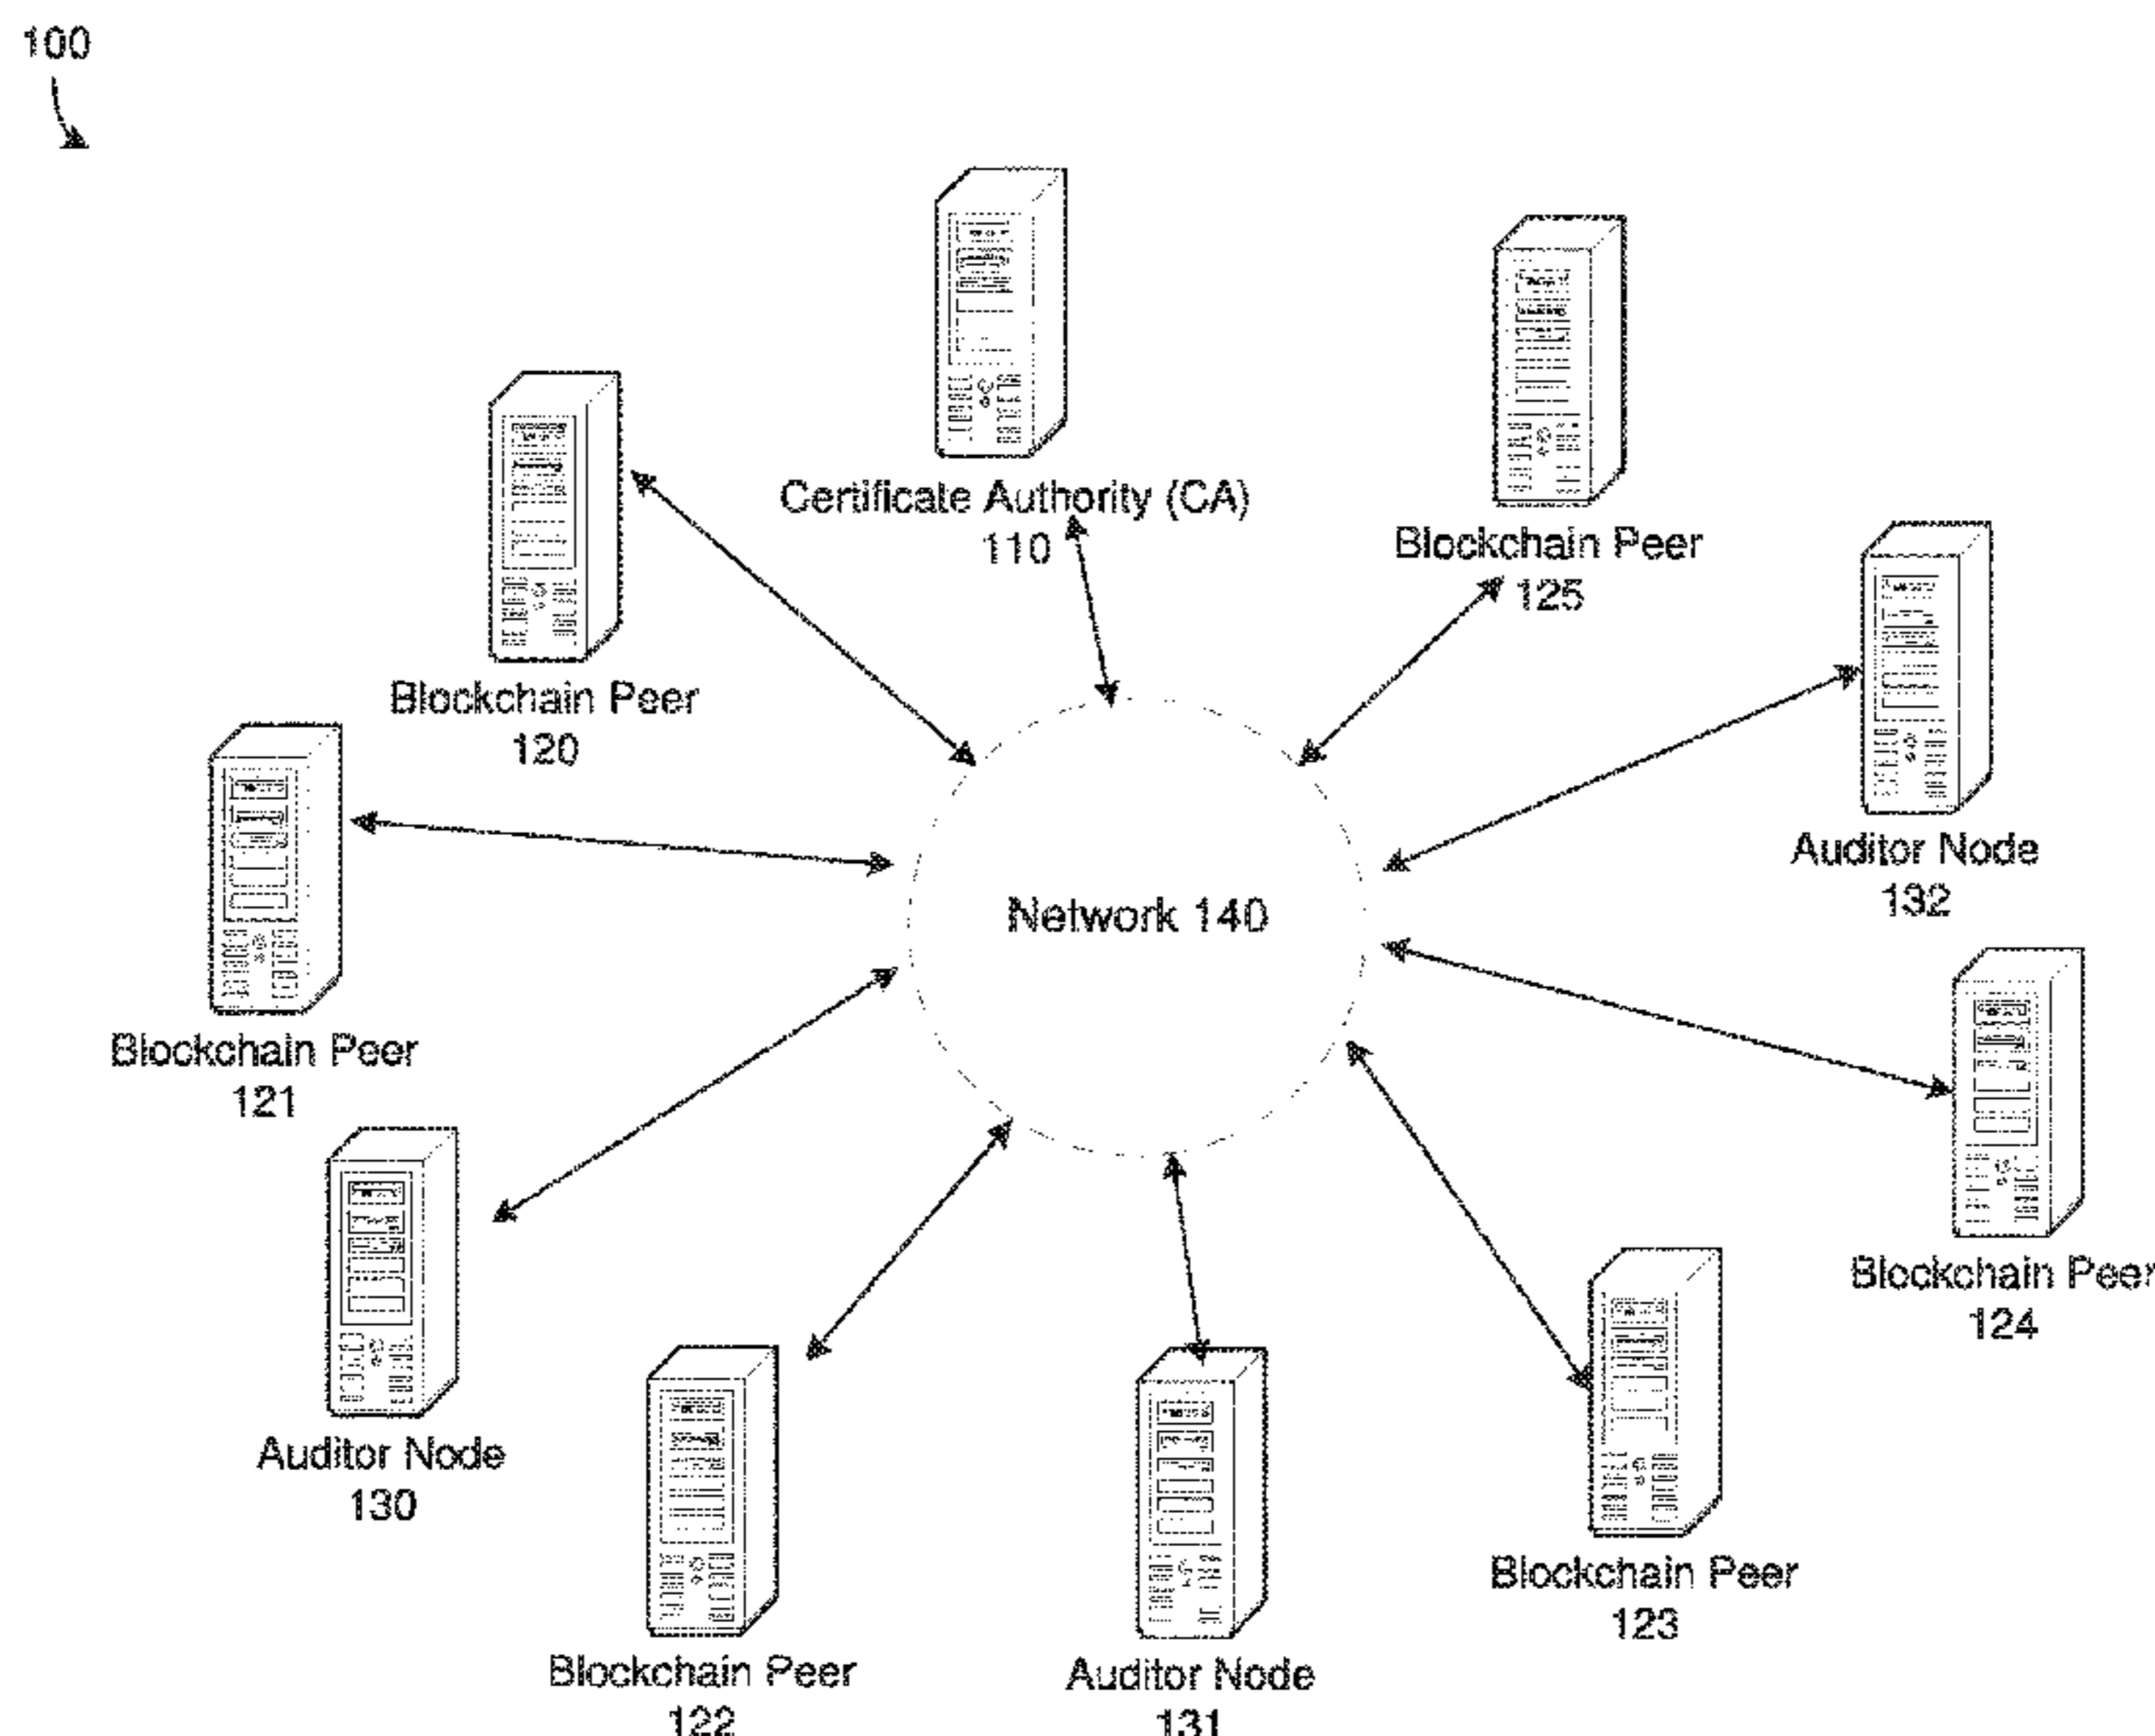 100
Certificate Authority (CA)
110
Blockchain Peer
125
Blockchain Peer
120
Auditor Node
132
Blockchain Peer
121
Network 140
Blockchain Peer
124
Auditor Node
130
Blockchain Peer
123
Blockchain Peer
122
Auditor Node
131